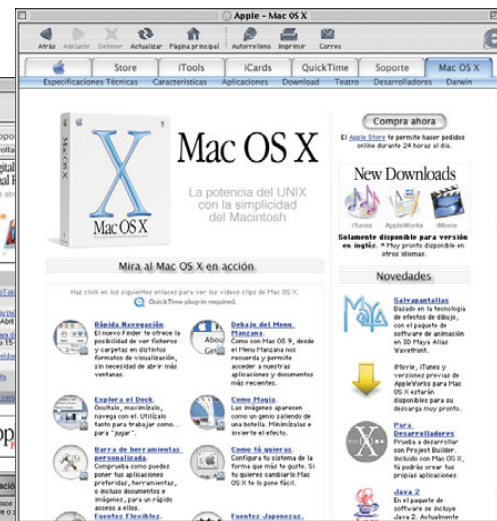 Apple - Mac OS X
Atrás Adelante Detener Actualizar Página principal Autorrelleno Imprimir Correo
Store iTools iCards QuickTime Soporte Mac OS X
Especificaciones Técnicas Características Aplicaciones Download Teatro Desarrolladores Darwin
Mac OS X
Mac OS X
La potencia del UNIX
con la simplicidad
del Macintosh
Compra ahora
El Apple Store te permite hacer pedidos
online durante 24 horas al día.
New Downloads
iTunes AppleWorks iMovie
Solamente disponible para versión
en inglés. * Muy pronto disponible en
otros idiomas.
Mira al Mac OS X en acción
Haz click en los siguientes enlaces para ver los vídeos clips de Mac OS X.
QuickTime plug-in required.
Rápida Navegación.
El nuevo Finder te ofrece la
posibilidad de ver ficheros
y carpetas en distintos
formatos de visualización,
sin necesidad de abrir más
ventanas.
Debajo del Menu
Manzana.
Como con Mac OS 9, desde
el Menu Manzana nos
recuerda y permite
acceder a nuestras
aplicaciones y documentos
más recientes.
Explora el Dock.
Ocúltalo, maximízalo,
navega con el. Utilízalo
tanto para trabajar como...
para "jugar".
Como Magia.
Las imágenes aparecen
como un genio saliendo de
una botella. Minimízalas e
invierte el efecto.
Barra de herramientas
personalizada.
Comprueba como puedes
poner tus aplicaciones
preferidas, herramientas,
o incluso documentos e
imágenes, para un rápido
acceso a ellos.
Como tú quieras.
Configura tu sistema de la
forma que más te guste. Si
tu quieres cambiarlo Mac
OS X te lo pone fácil.
Fuentes Flexibles.
Fuentes Japonesas.
Novedades
Maya
Salvapantallas
Basado en la tecnología
de efectos de dibujo,
con el paquete de
software de animación
en 3D Maya Alias
Wavefront.
iMovie, iTunes y
versiones previas de
AppleWorks para Mac
OS X estarán
disponibles para su
descarga muy pronto.
Para
Desarrolladores
Prueba a desarrollar
con Project Builder.
Incluido con Mac OS X,
tú podrás crear tus
propias aplicaciones.
Java 2
En el paquete de
software se incluye
Java 2. Actualmente